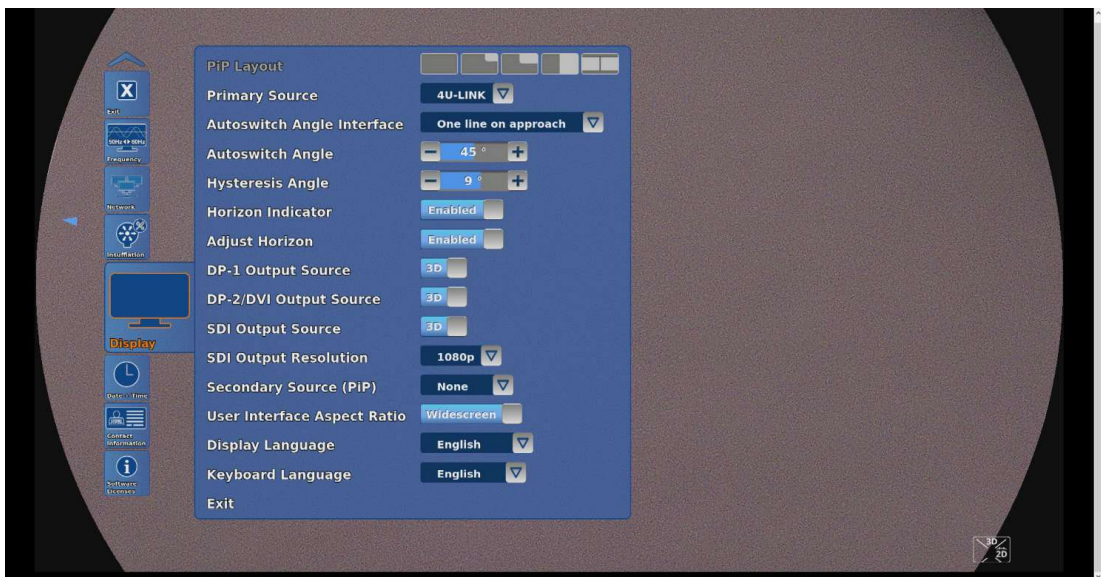 X
Exit
50Hz 60Hz
Frequency
Network
Insufflation
Display
Date - Time
Contact
Information
i
Software
Licenses
PiP Layout
Primary Source 4U-LINK
Autoswitch Angle Interface One line on approach
Autoswitch Angle − 45 ° +
Hysteresis Angle − 9 ° +
Horizon Indicator Enabled
Adjust Horizon Enabled
DP-1 Output Source 3D
DP-2/DVI Output Source 3D
SDI Output Source 3D
SDI Output Resolution 1080p
Secondary Source (PiP) None
User Interface Aspect Ratio Widescreen
Display Language English
Keyboard Language English
Exit
3D
2D